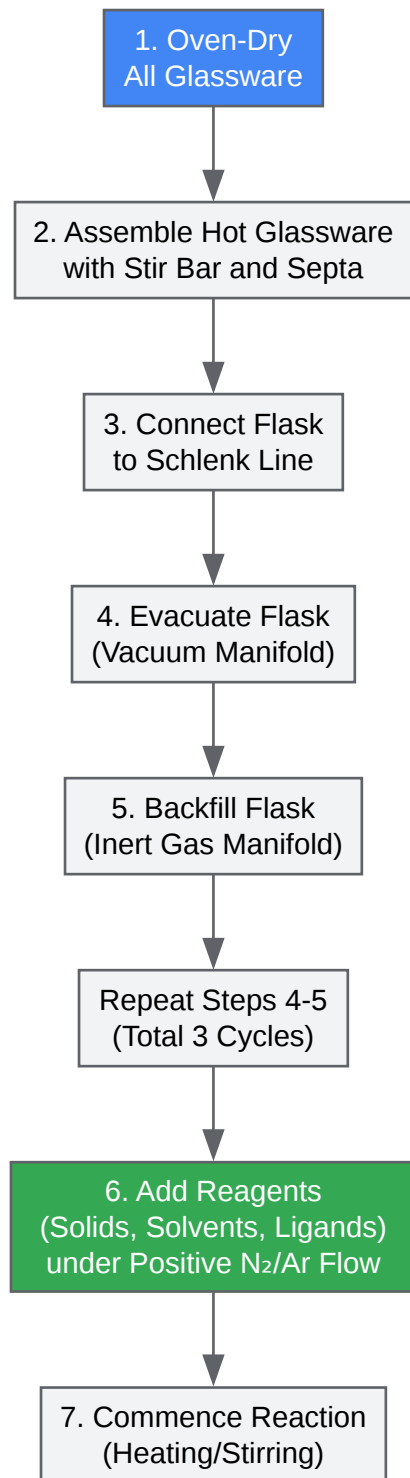 1. Oven-Dry
All Glassware
2. Assemble Hot Glassware
with Stir Bar and Septa
3. Connect Flask
to Schlenk Line
4. Evacuate Flask
(Vacuum Manifold)
5. Backfill Flask
(Inert Gas Manifold)
Repeat Steps 4-5
(Total 3 Cycles)
6. Add Reagents
(Solids, Solvents, Ligands)
under Positive N₂/Ar Flow
7. Commence Reaction
(Heating/Stirring)